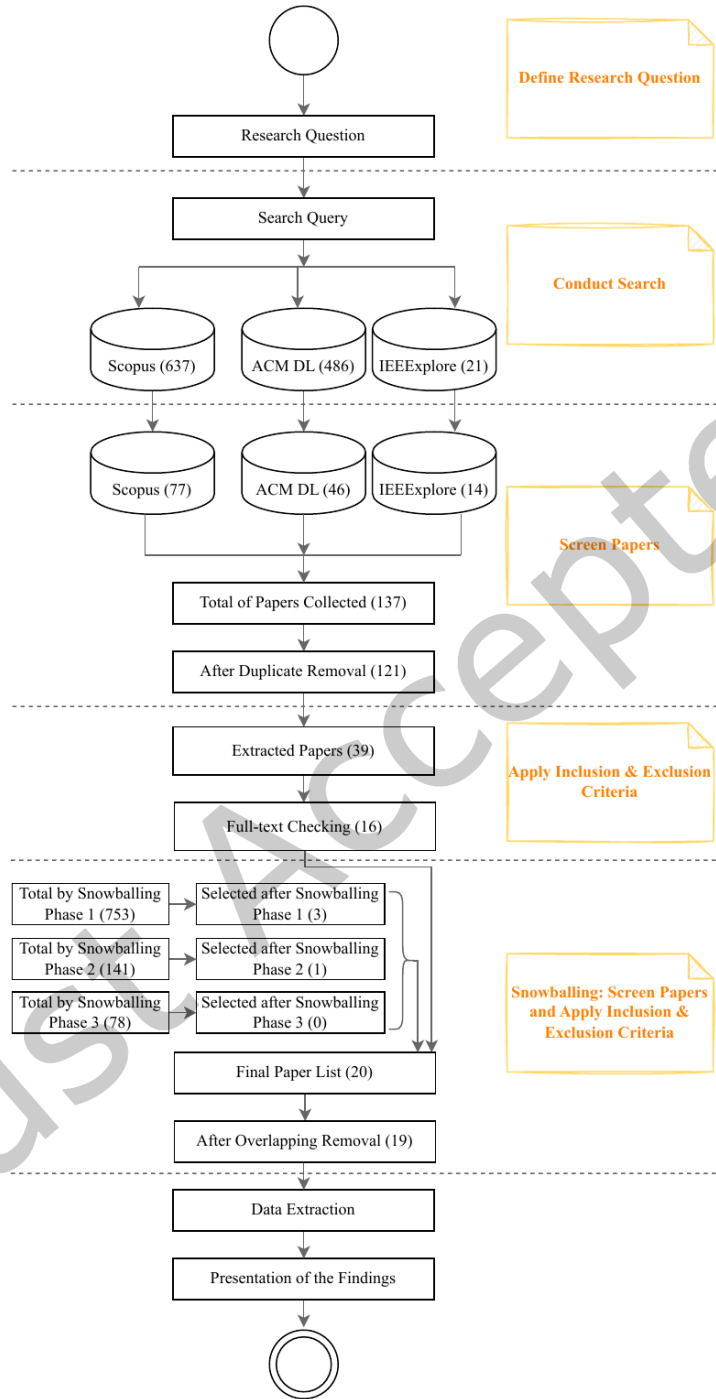 Define Research Question
Research Question
Search Query
Conduct Search
Scopus (637)
ACM DL (486)
IEEExplore (21)
Scopus (77)
ACM DL (46)
IEEExplore (14)
Screen Papers
Total of Papers Collected (137)
After Duplicate Removal (121)
Extracted Papers (39)
Apply Inclusion & Exclusion
Criteria
Full-text Checking (16)
Total by Snowballing
Phase 1 (753)
Selected after Snowballing
Phase 1 (3)
Total by Snowballing
Phase 2 (141)
Selected after Snowballing
Phase 2 (1)
Total by Snowballing
Phase 3 (78)
Selected after Snowballing
Phase 3 (0)
Snowballing: Screen Papers
and Apply Inclusion &
Exclusion Criteria
Final Paper List (20)
After Overlapping Removal (19)
Data Extraction
Presentation of the Findings
ust Accepte